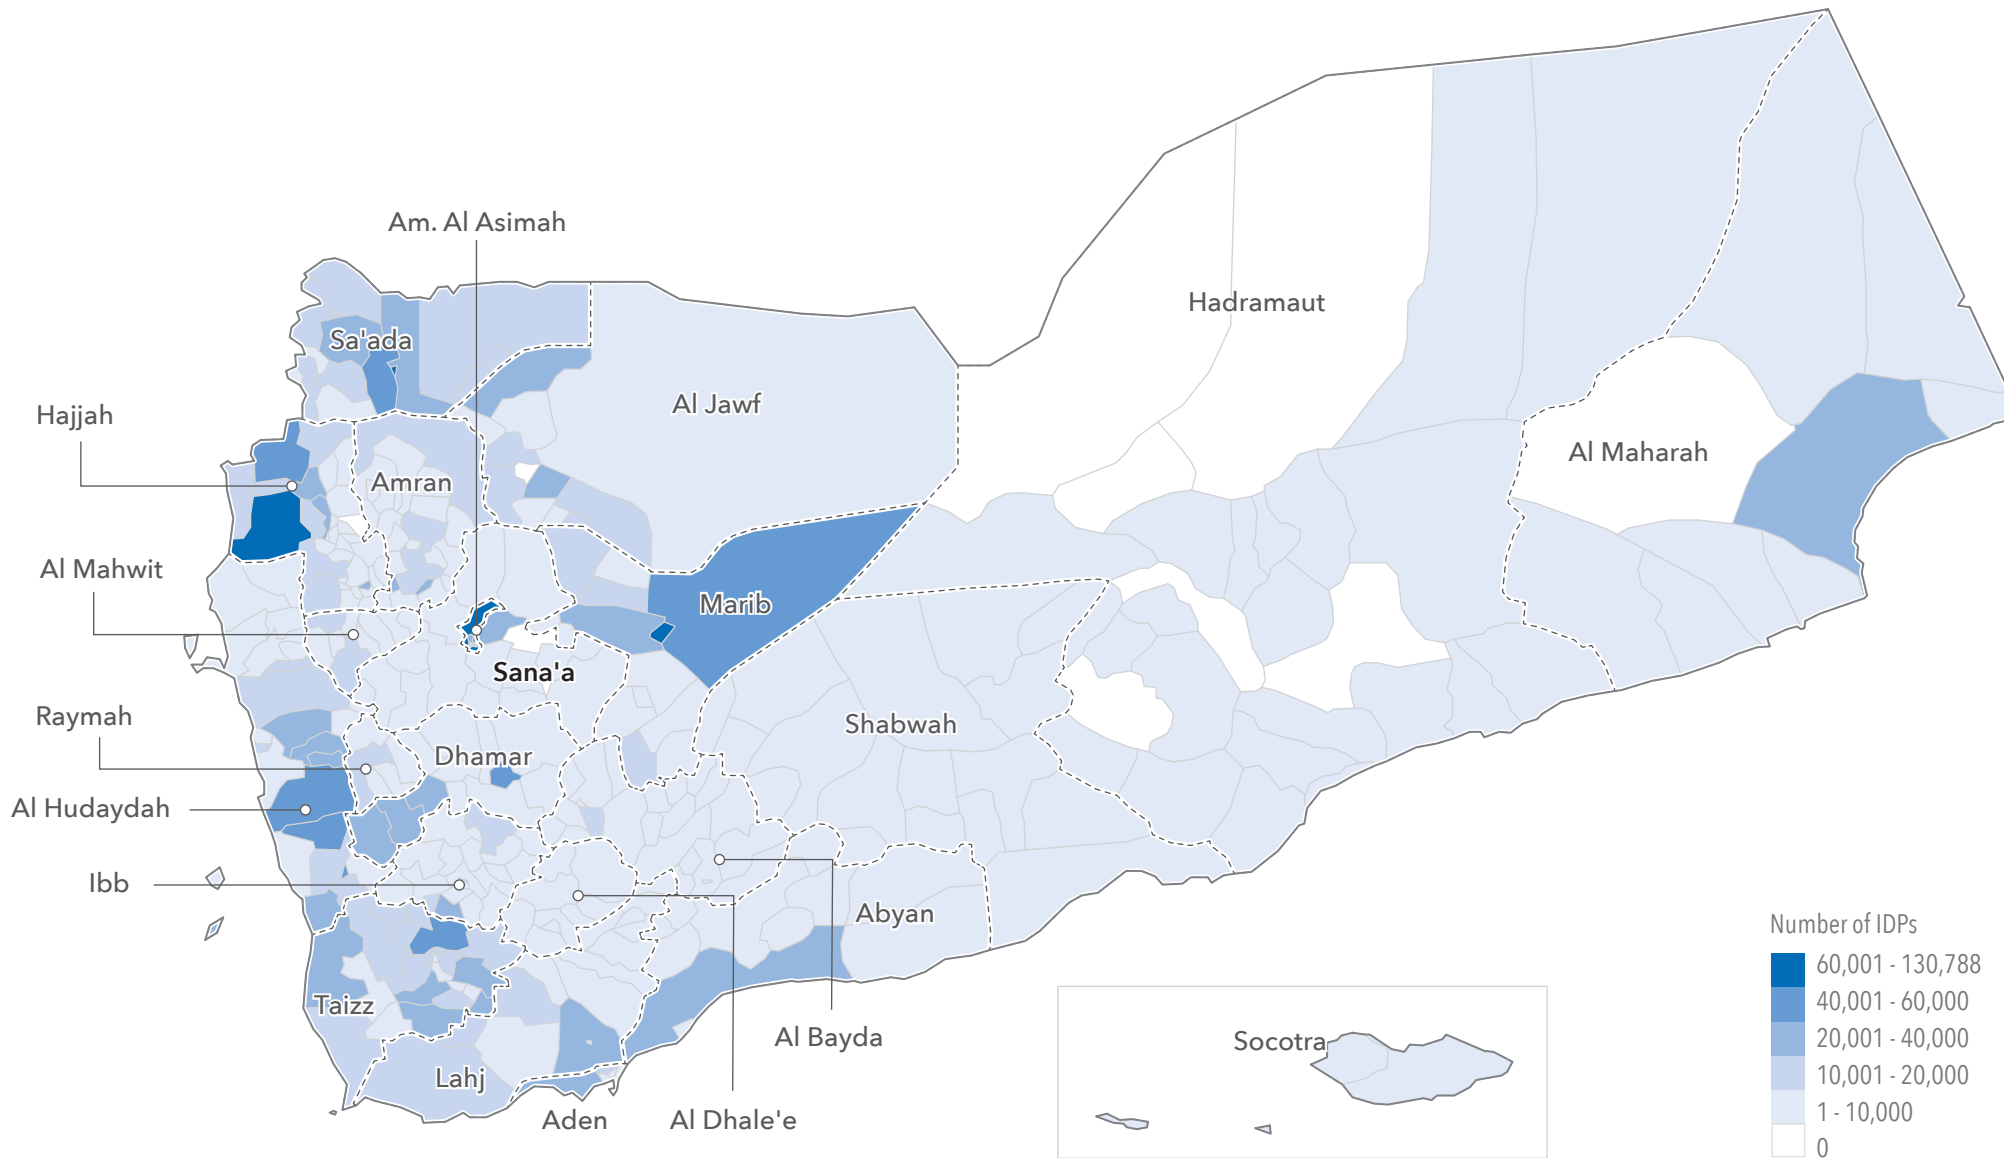 Am. Al Asimah
Hadramaut
Sa'ada
Al Jawf
Hajjah
Al Maharah
Amran
Al Mahwit
Marib
Sana'a
Raymah
Shabwah
Dhamar
Al Hudaydah
Ibb
Abyan
Number of IDPs
60,001 - 130,788
40,001 - 60,000
20,001 - 40,000
10,001 - 20,000
1 - 10,000
0
Taizz
Al Bayda
Socotra
Lahj
Aden
Al Dhale'e